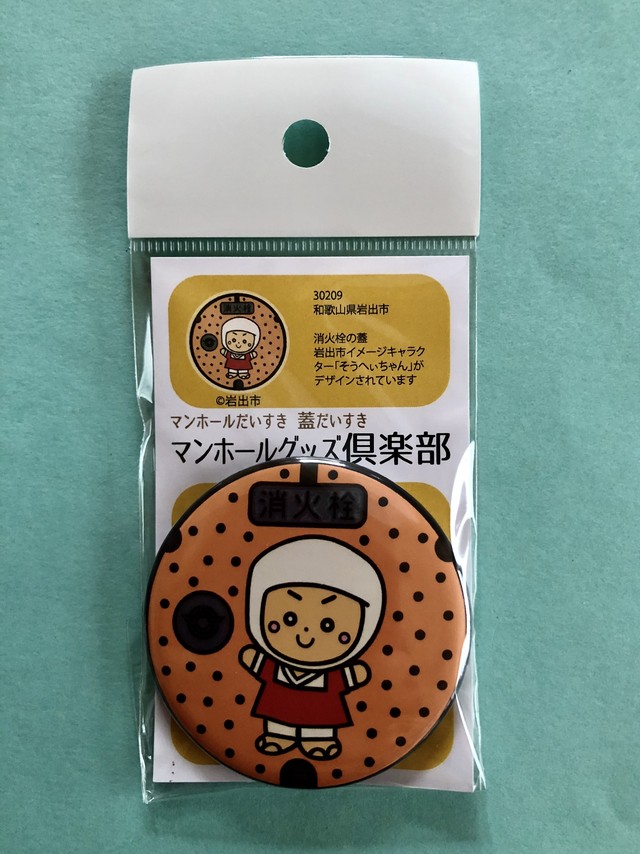 消火栓
30209
和歌山県岩出市
消火栓の蓋
岩出市イメージキャラク
ター「そうへぃちゃん」が
デザインされています
©岩出市
マンホールだいすき 蓋だいすき
マンホールグッズ倶楽部
消火栓